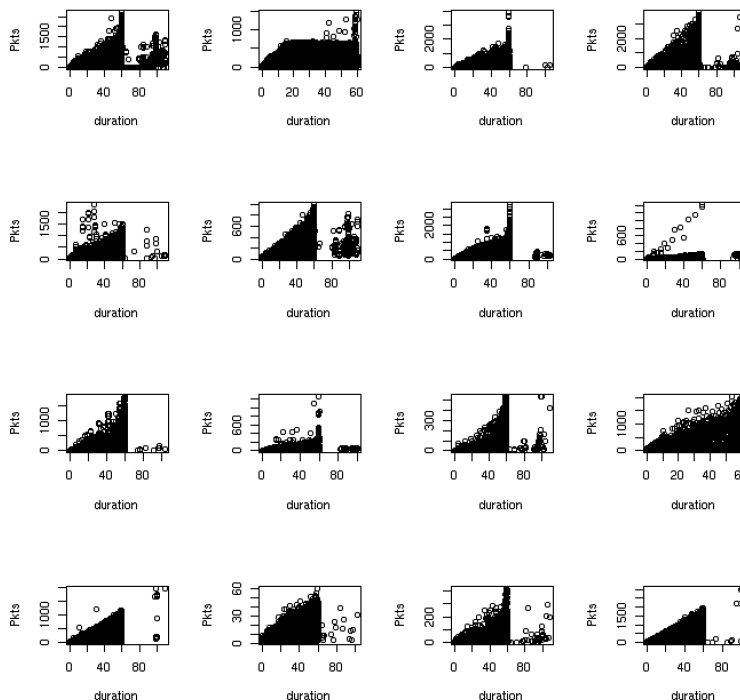 Pkts 0 1500 0 40 80 duration
Pkts 0 1000 0 20 40 60 duration
Pkts 0 2000 0 40 80 duration
Pkts 0 2000 0 40 80 duration
Pkts 0 1500 0 40 80 duration
Pkts 0 600 0 40 80 duration
Pkts 0 2000 0 40 80 duration
Pkts 0 600 0 40 80 duration
Pkts 0 1000 0 40 80 duration
Pkts 0 600 0 40 80 duration
Pkts 0 300 0 40 80 duration
Pkts 0 1000 0 20 40 duration
Pkts 0 1000 0 40 80 duration
Pkts 0 30 60 0 40 80 duration
Pkts 0 200 0 40 80 duration
Pkts 0 1500 0 40 80 duration